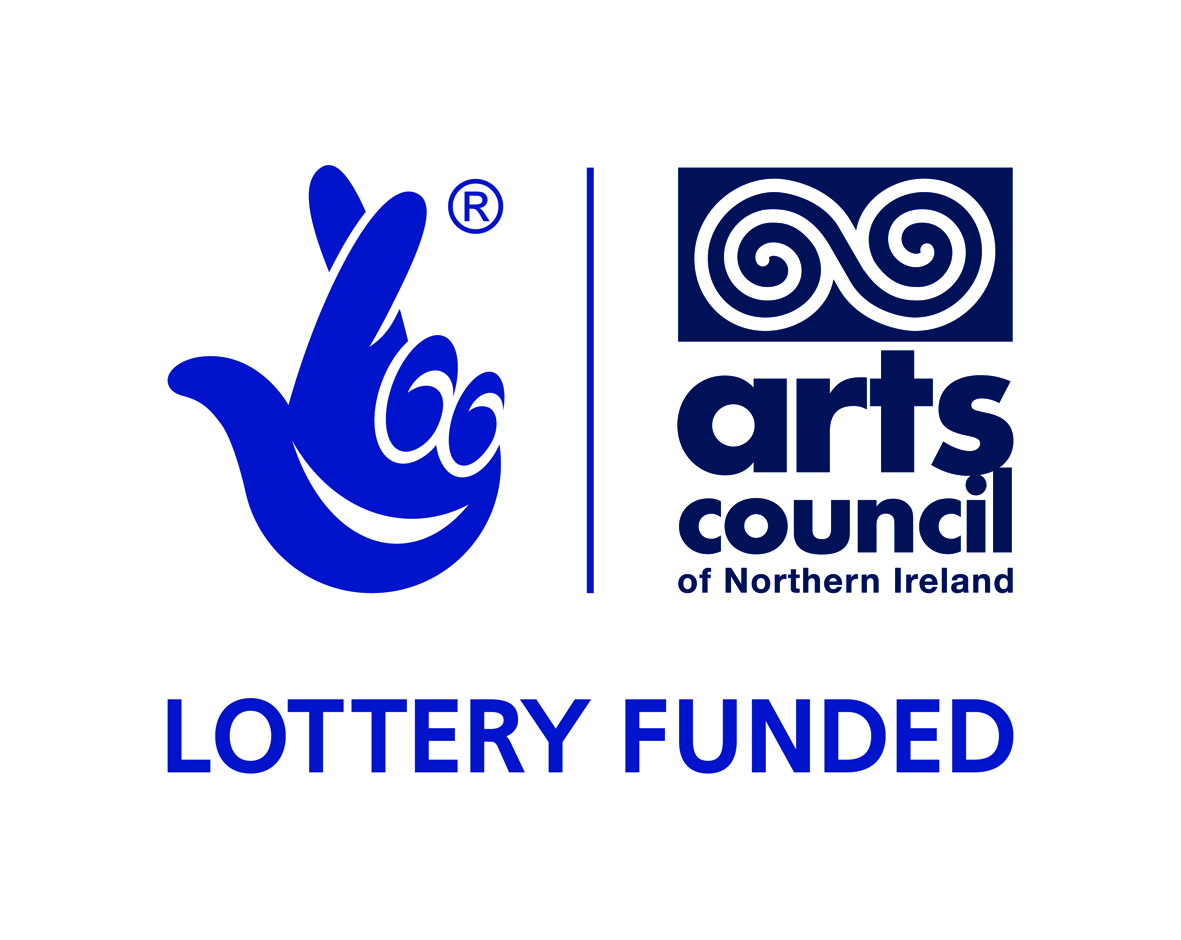 ®
arts
council
of Northern Ireland
LOTTERY FUNDED